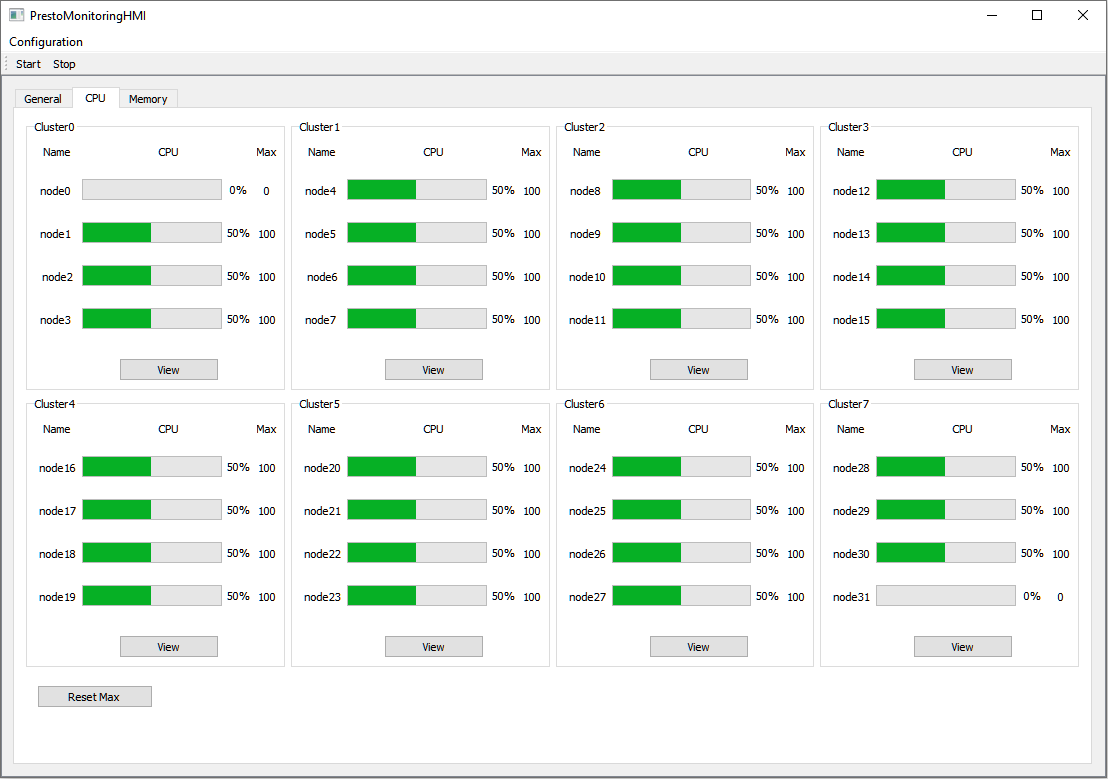 PrestoMonitoringHMI
Configuration
Start Stop
General CPU Memory
Cluster0 Cluster1 Cluster2 Cluster3
Name CPU Max Name CPU Max Name CPU Max Name CPU Max
node0 0% 0 node4 50% 100 node8 50% 100 node12 50% 100
node1 50% 100 node5 50% 100 node9 50% 100 node13 50% 100
node2 50% 100 node6 50% 100 node10 50% 100 node14 50% 100
node3 50% 100 node7 50% 100 node11 50% 100 node15 50% 100
View View View View
Cluster4 Cluster5 Cluster6 Cluster7
Name CPU Max Name CPU Max Name CPU Max Name CPU Max
node16 50% 100 node20 50% 100 node24 50% 100 node28 50% 100
node17 50% 100 node21 50% 100 node25 50% 100 node29 50% 100
node18 50% 100 node22 50% 100 node26 50% 100 node30 50% 100
node19 50% 100 node23 50% 100 node27 50% 100 node31 0% 0
View View View View
Reset Max